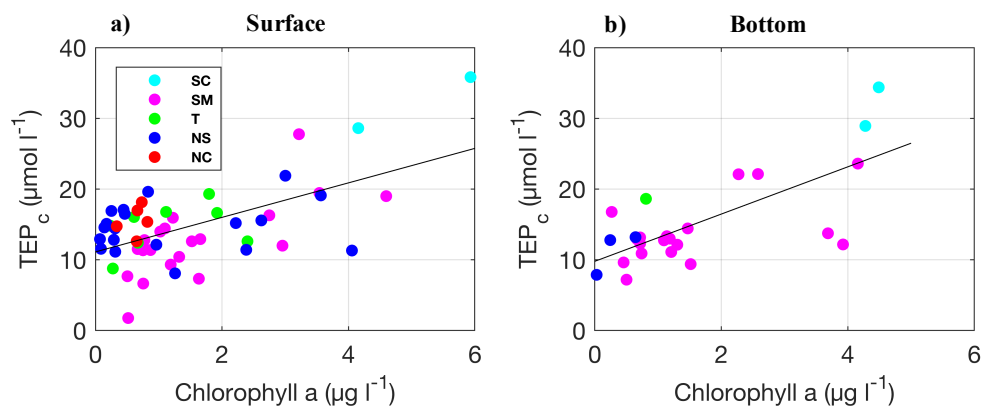 a) Surface
40
30
20
10
0
TEPc (μmol l-1)
SC
SM
T
NS
NC
0 2 4 6
Chlorophyll a (μg l-1)
b) Bottom
40
30
20
10
0
TEPc (μmol l-1)
0 2 4 6
Chlorophyll a (μg l-1)